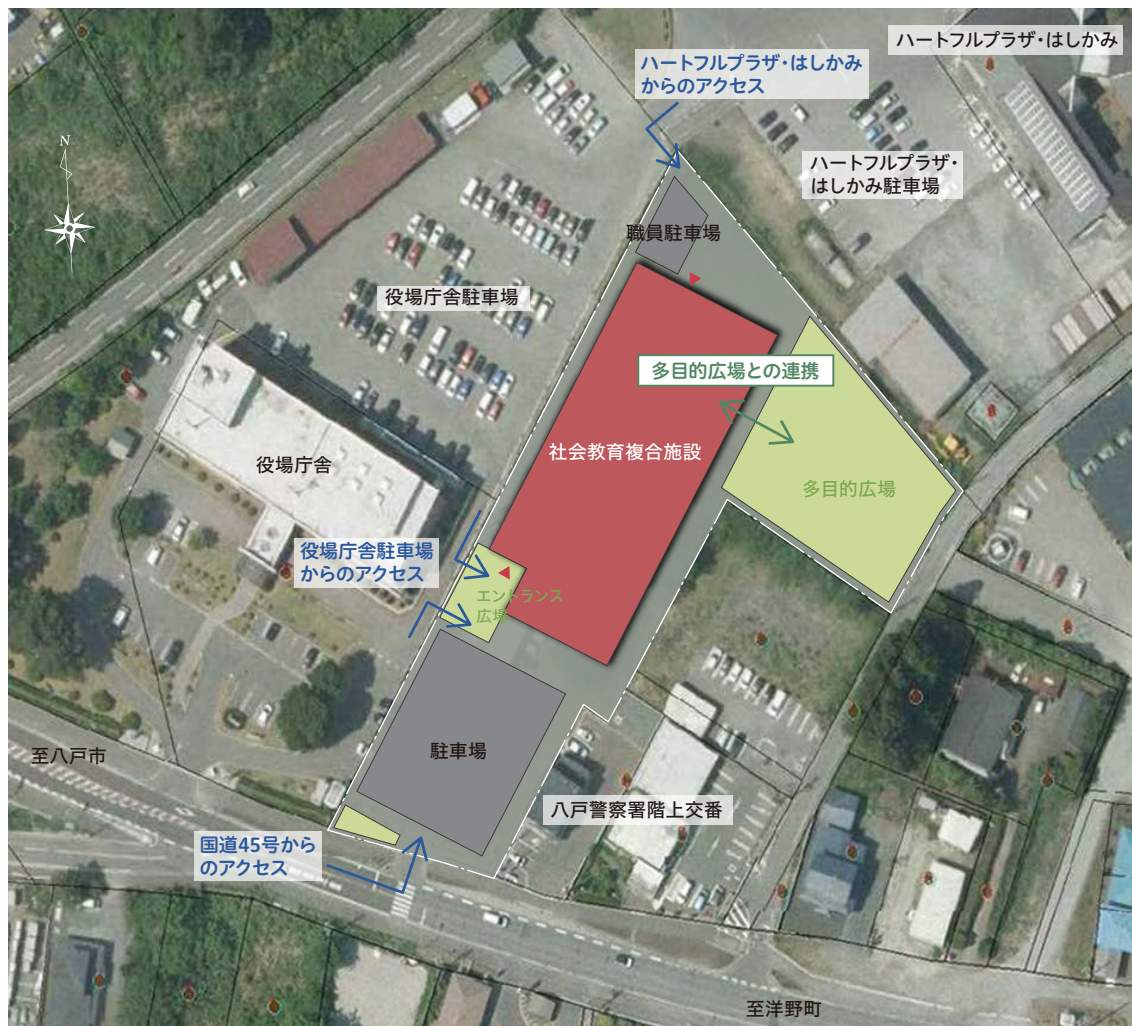 ハートフルプラザ・はしかみ
ハートフルプラザ・はしかみ
からのアクセス
N
ハートフルプラザ・
はしかみ駐車場
職員駐車場
役場庁舎駐車場
多目的広場との連携
社会教育複合施設
役場庁舎
多目的広場
役場庁舎駐車場
からのアクセス
エントランス
広場
至八戸市
駐車場
八戸警察署階上交番
国道45号から
のアクセス
至洋野町